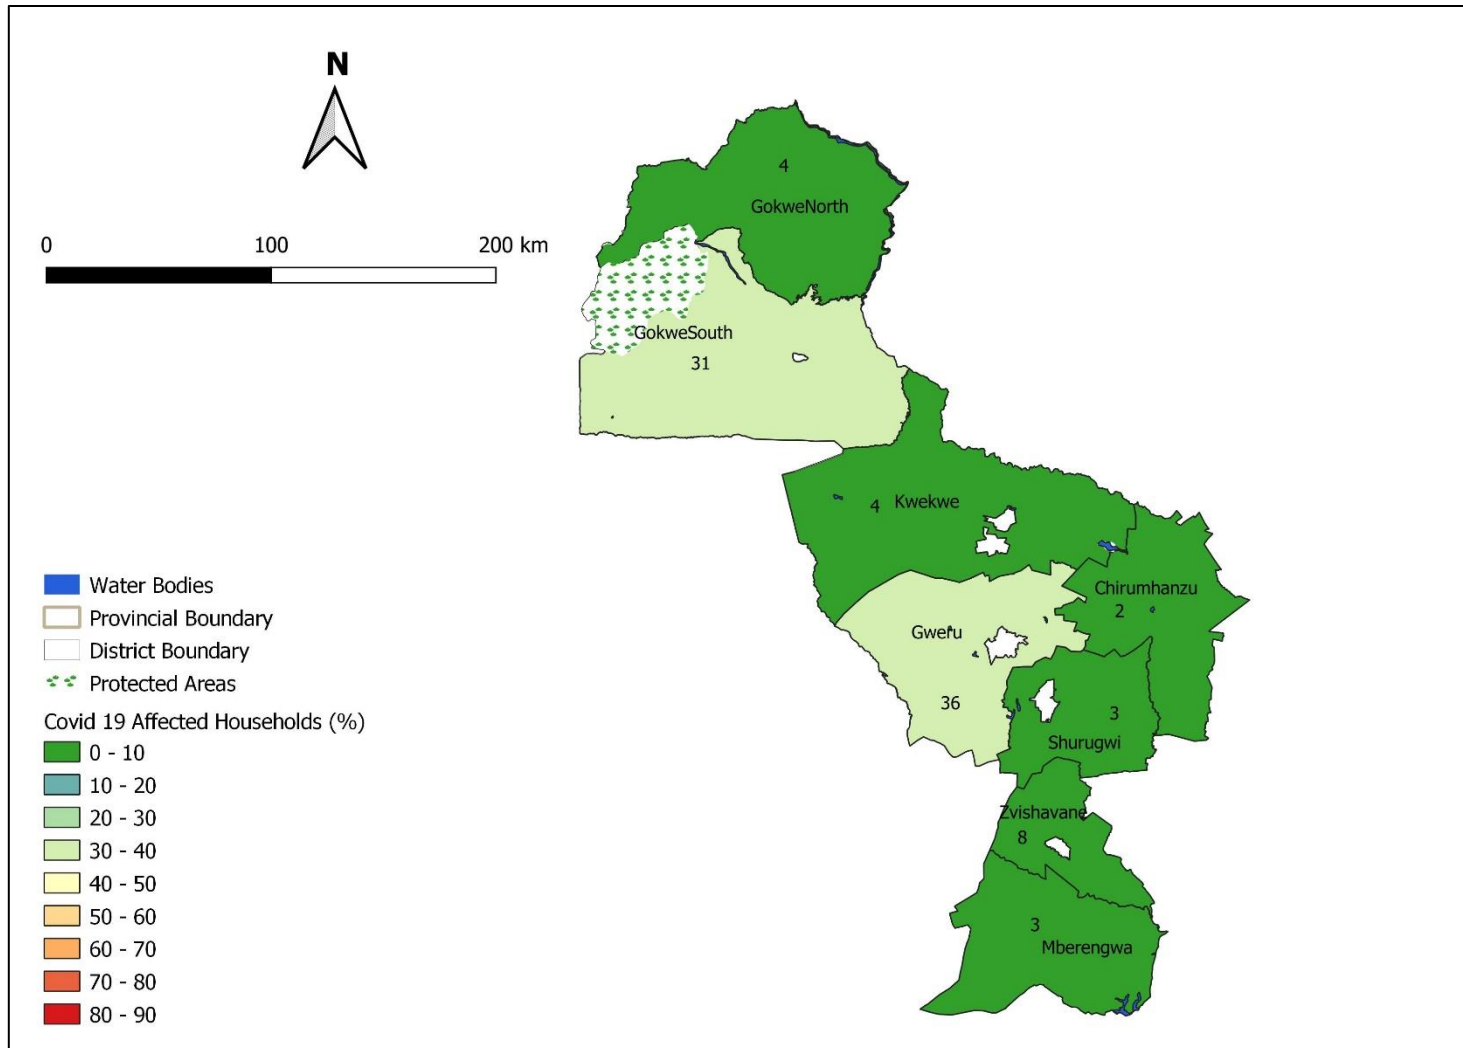 N
0 100 200 km
4
GokweNorth
GokweSouth
31
4 Kwekwe
Chirumhanzu
2
Gweru
36
3
Shurugwi
Zvishavane
8
3
Mberengwa
Water Bodies
Provincial Boundary
District Boundary
Protected Areas
Covid 19 Affected Households (%)
0 - 10
10 - 20
20 - 30
30 - 40
40 - 50
50 - 60
60 - 70
70 - 80
80 - 90